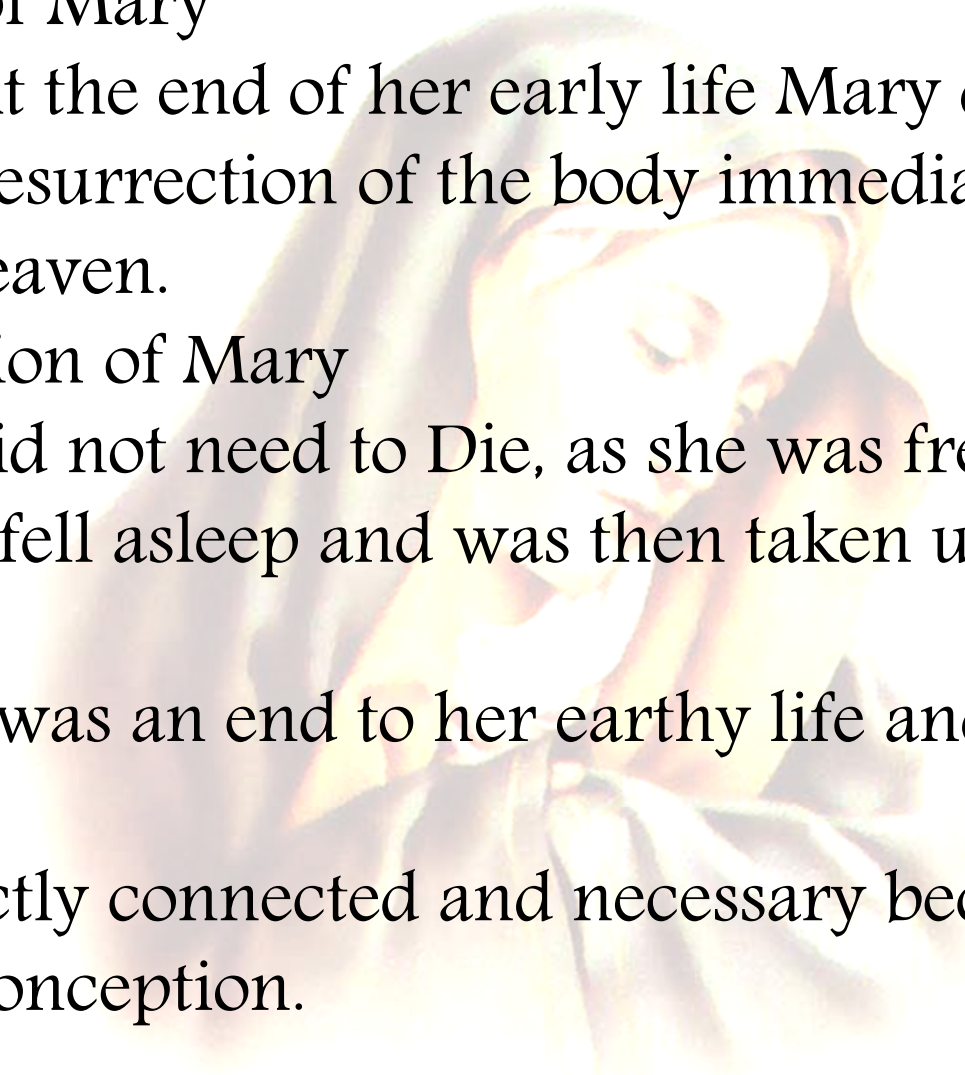 of Mary
t the end of her early life Mary
esurrection of the body immedia
eaven.
ion of Mary
id not need to Die, as she was fre
fell asleep and was then taken u
was an end to her earthy life an
ctly connected and necessary bec
onception.